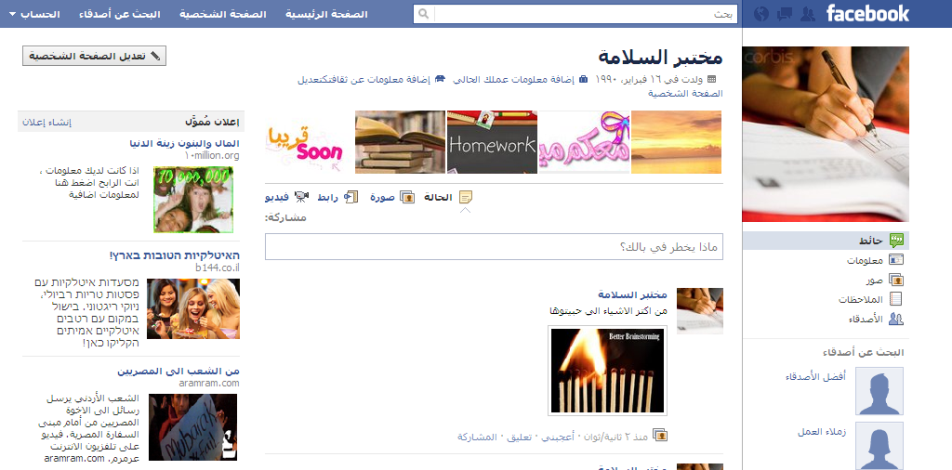 facebook
بحث
الصفحة الرئيسية
الصفحة الشخصية
البحث عن أصدقاء
الحساب
corbis
حائط
معلومات
صور
الملاحظات
الأصدقاء
البحث عن أصدقاء
أفضل الأصدقاء
زملاء العمل
مختبر السلامة
ولدت في ١٦ فبراير، ١٩٩٠ إضافة معلومات عملك الحالي إضافة معلومات عن ثقافتكتعديل
الصفحة الشخصية
معكم
Homework
قريبا
Soon
الحالة
صورة
رابط
فيديو
مشاركة:
ماذا يخطر في بالك؟
مختبر السلامة
من اكتر الاشياء الي حبيتوها
Better Brainstorming
منذ ٢ ثانية/ثوان · أعجبني · تعليق · المشاركة
مختبر السلامة
تعديل الصفحة الشخصية
إعلان مُموَّل
إنشاء إعلان
المال والبنون زينة الدنيا
١٠million.org
10,000,000
اذا كانت لديك معلومات ،
انت الرابح اضغط هنا
لمعلومات اضافية
האיטלקיות הטובות בארץ!
b144.co.il
מסעדות איטלקיות עם
פסטות טריות רביולי,
ניוקי ריגטוני. בישול
במקום עם רטבים
איטלקיים אמיתים
הקליקו כאן!
من الشعب الى المصريين
aramram.com
الشعب الأردني يرسل
رسائل الى الاخوة
المصريين من أمام مبنى
السفارة المصرية، فيديو
على تلفزيون الانترنت
عرمرم، aramram.com